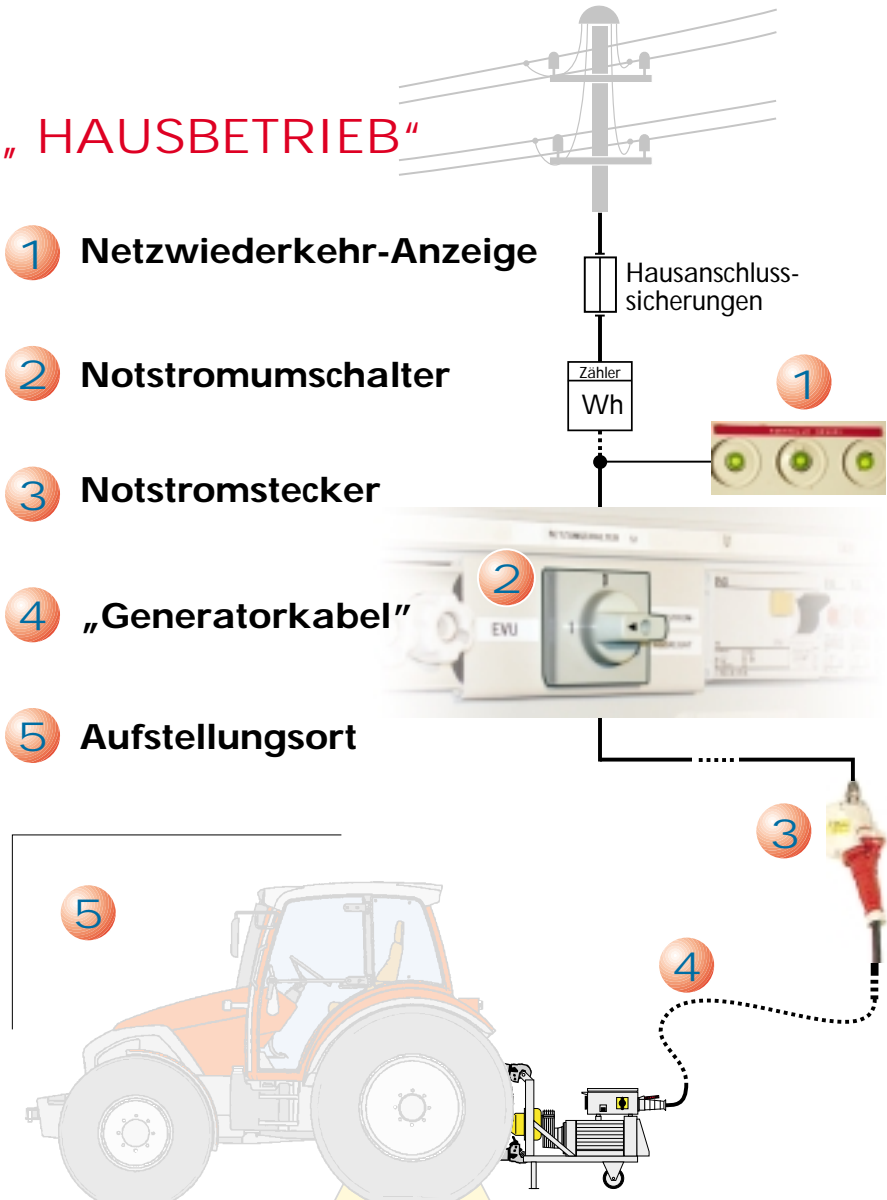 „ HAUSBETRIEB“
1 Netzwiederkehr-Anzeige
Hausanschluss-
sicherungen
2 Notstromumschalter
Zähler
Wh
1
3 Notstromstecker
2
EVU
I
4 „Generatorkabel”
5 Aufstellungsort
3
5
4